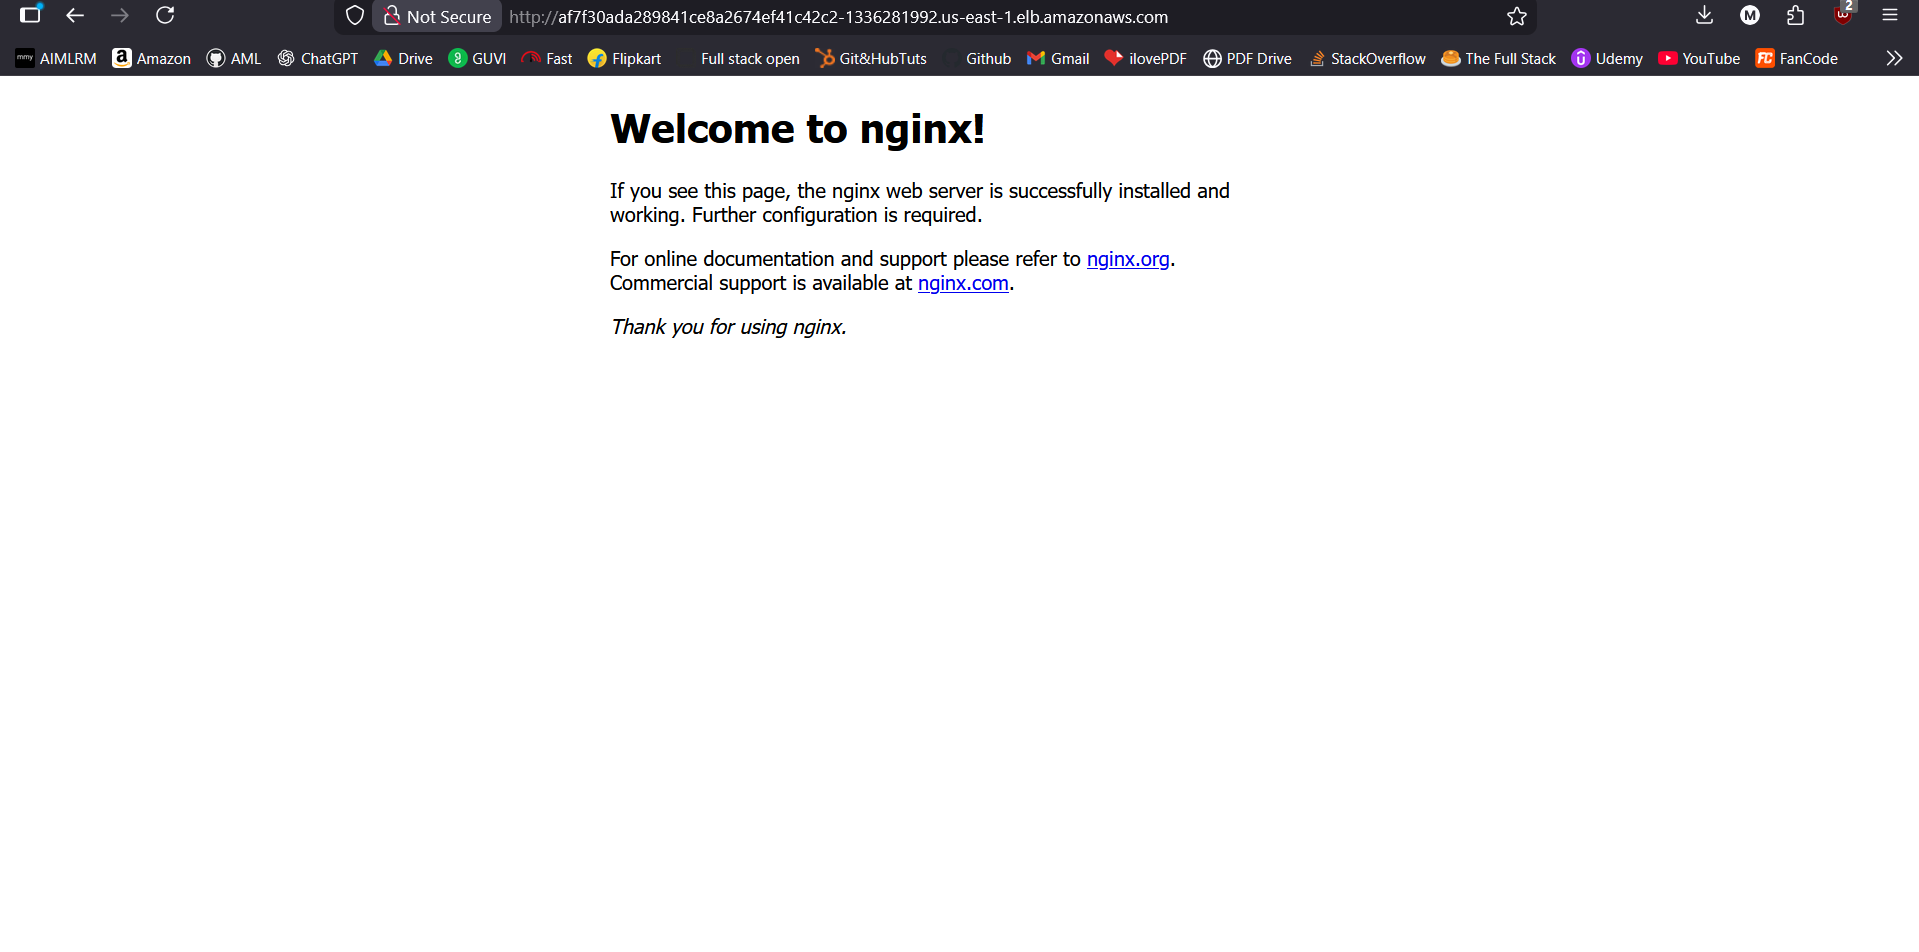 2
Not Secure http://af7f30ada289841ce8a2674ef41c42c2-1336281992.us-east-1.elb.amazonaws.com M
mmy AIMLRM a Amazon AML ChatGPT Drive GUVI Fast Flipkart Full stack open Git&HubTuts Github Gmail ilovePDF PDF Drive StackOverflow The Full Stack Udemy YouTube FC FanCode
Welcome to nginx!
If you see this page, the nginx web server is successfully installed and
working. Further configuration is required.
For online documentation and support please refer to nginx.org.
Commercial support is available at nginx.com.
Thank you for using nginx.